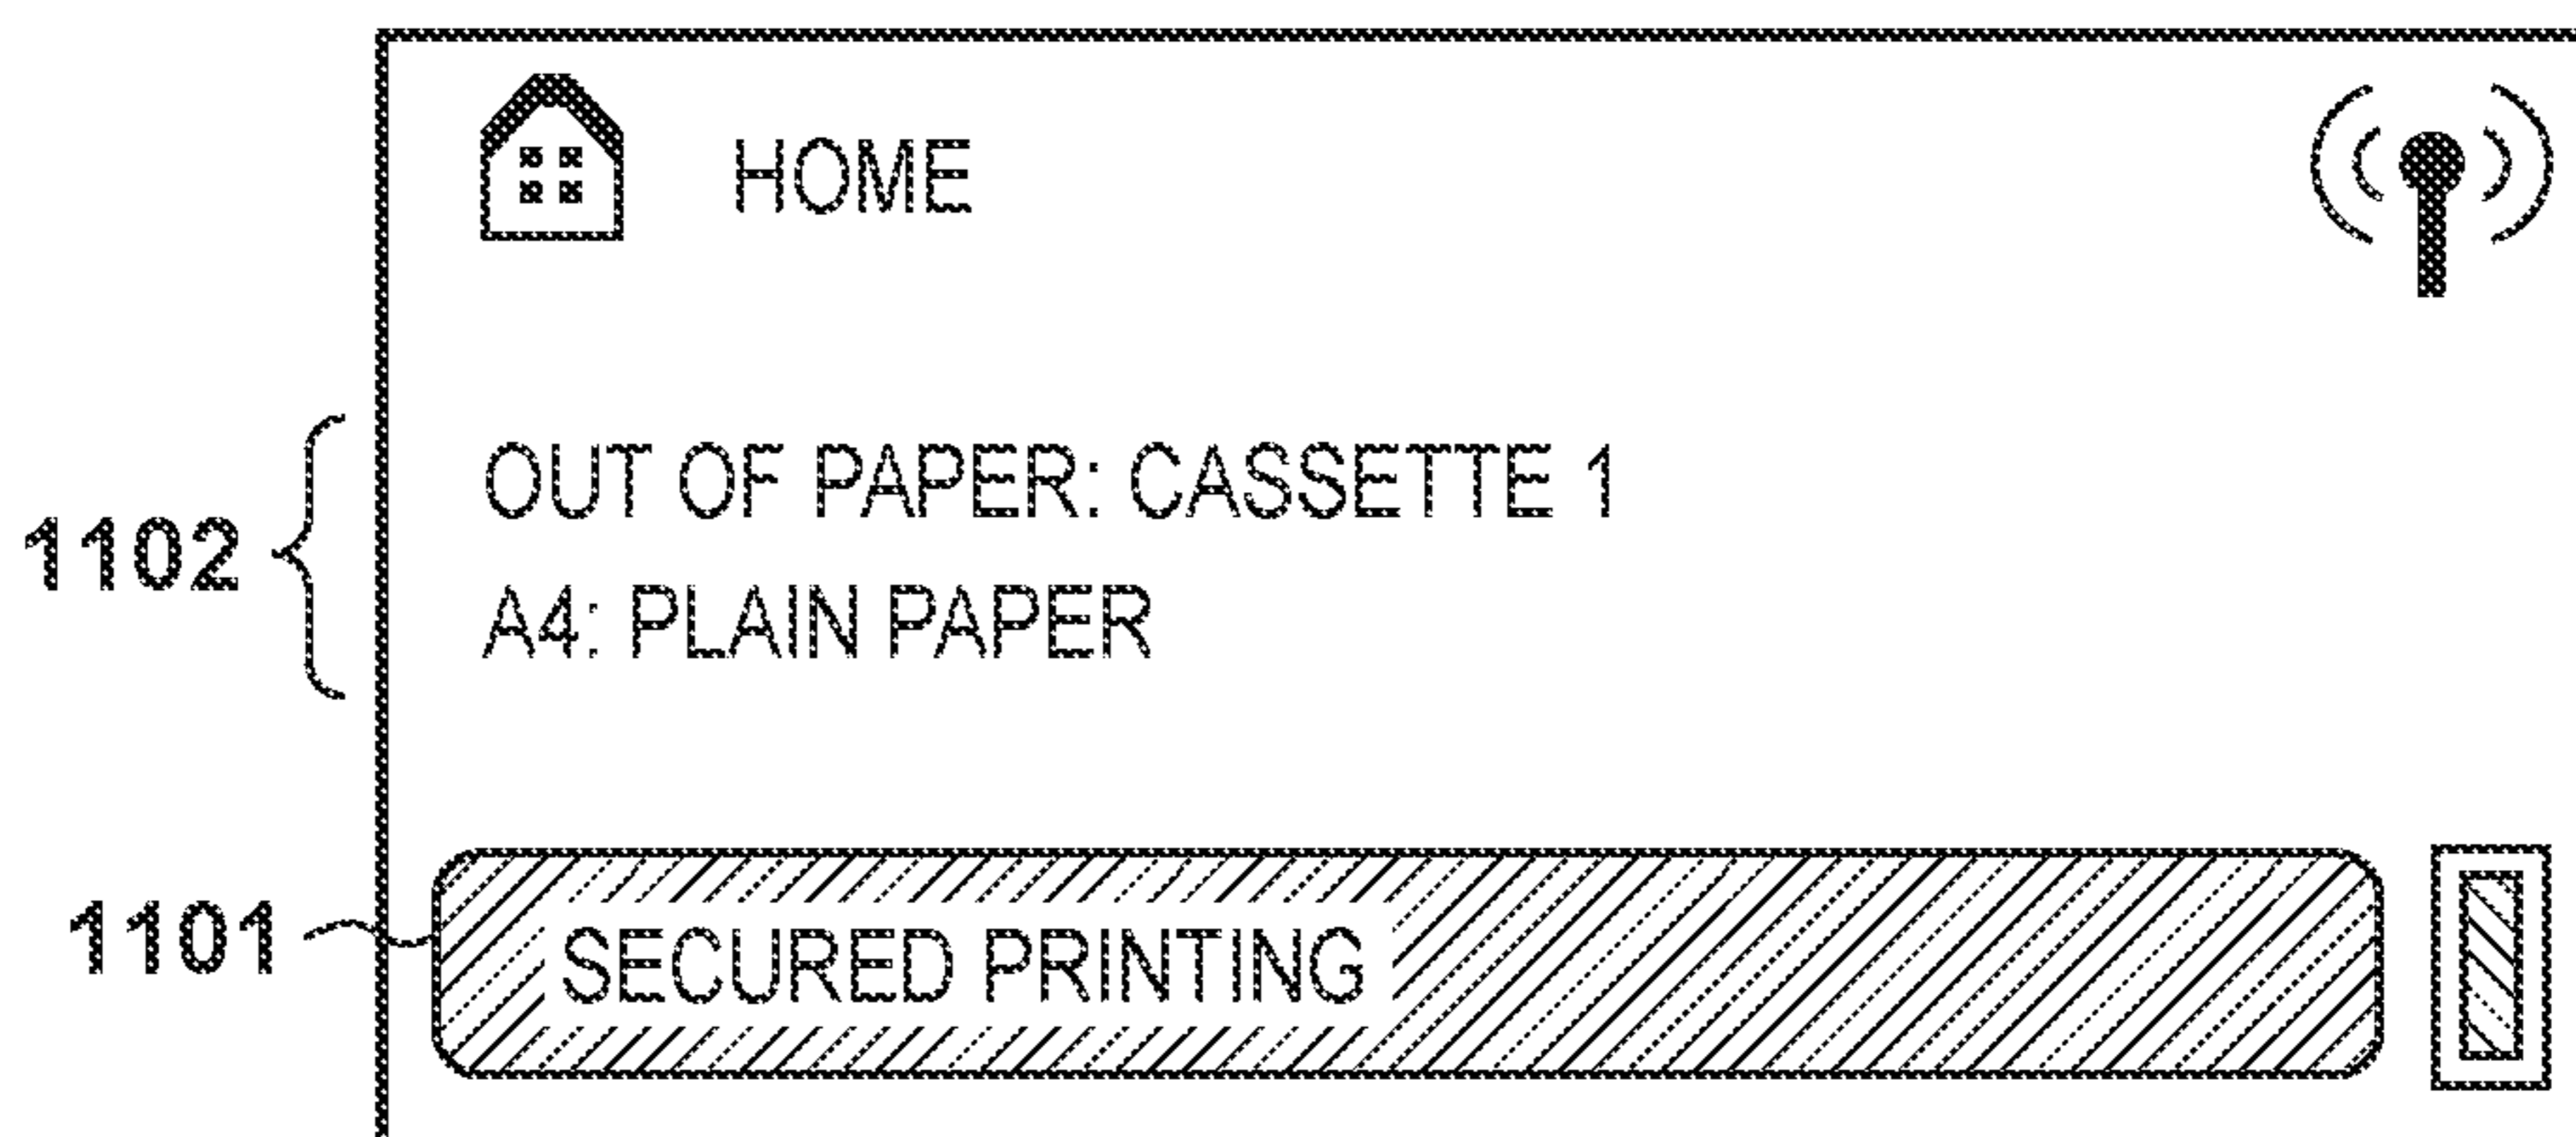 HOME
OUT OF PAPER: CASSETTE 1
1102
A4: PLAIN PAPER
1101
SECURED PRINTING